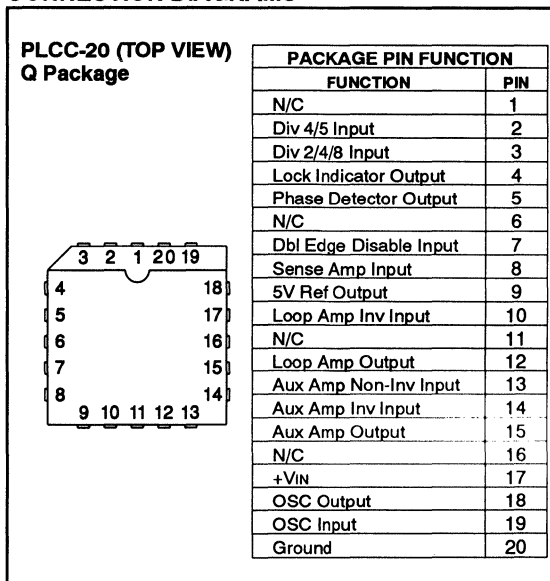 PLCC-20 (TOP VIEW)
Q Package
3 2 1 20 19
4 18
5 17
6 16
7 15
8 14
9 10 11 12 13
PACKAGE PIN FUNCTION
FUNCTION PIN
N/C 1
Div 4/5 Input 2
Div 2/4/8 Input 3
Lock Indicator Output 4
Phase Detector Output 5
N/C 6
Dbl Edge Disable Input 7
Sense Amp Input 8
5V Ref Output 9
Loop Amp Inv Input 10
N/C 11
Loop Amp Output 12
Aux Amp Non-Inv Input 13
Aux Amp Inv Input 14
Aux Amp Output 15
N/C 16
+VIN 17
OSC Output 18
OSC Input 19
Ground 20